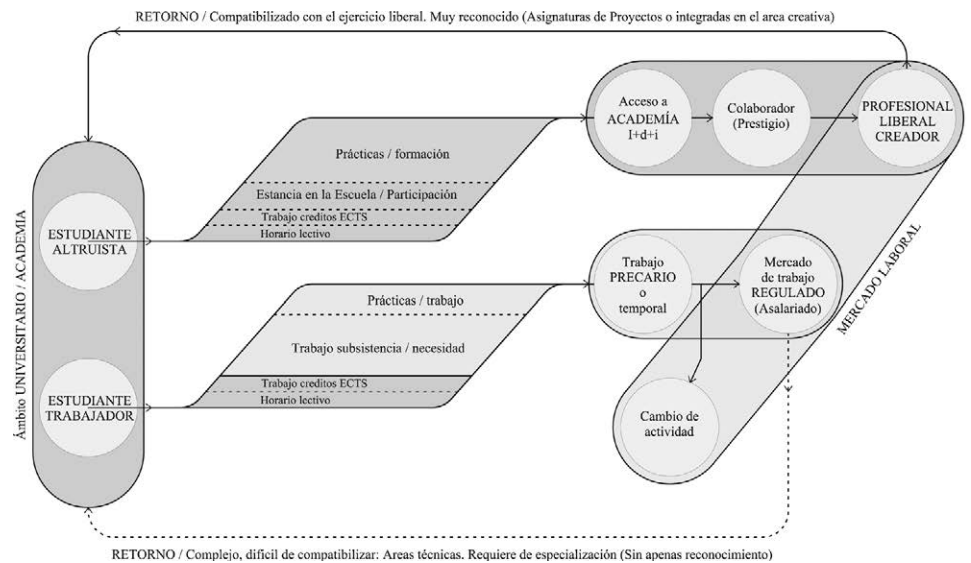 RETORNO / Compatibilizado con el ejercicio liberal. Muy reconocido (Asignaturas de Proyectos o integradas en el area creativa)
Ámbito UNIVERSITARIO / ACADEMIA
ESTUDIANTE
ALTRUISTA
Prácticas / formación
Estancia en la Escuela / Participación
Trabajo creditos ECTS
Horario lectivo
Acceso a
ACADEMÍA
I+d+i
Colaborador
(Prestigio)
PROFESIONAL
LIBERAL
CREADOR
ESTUDIANTE
TRABAJADOR
Prácticas / trabajo
Trabajo subsistencia / necesidad
Trabajo creditos ECTS
Horario lectivo
Trabajo
PRECARIO
o
temporal
Mercado
de trabajo
REGULADO
(Asalariado)
MERCADO LABORAL
Cambio de
actividad
RETORNO / Complejo, difícil de compatibilizar: Areas técnicas. Requiere de especialización (Sin apenas reconocimiento)